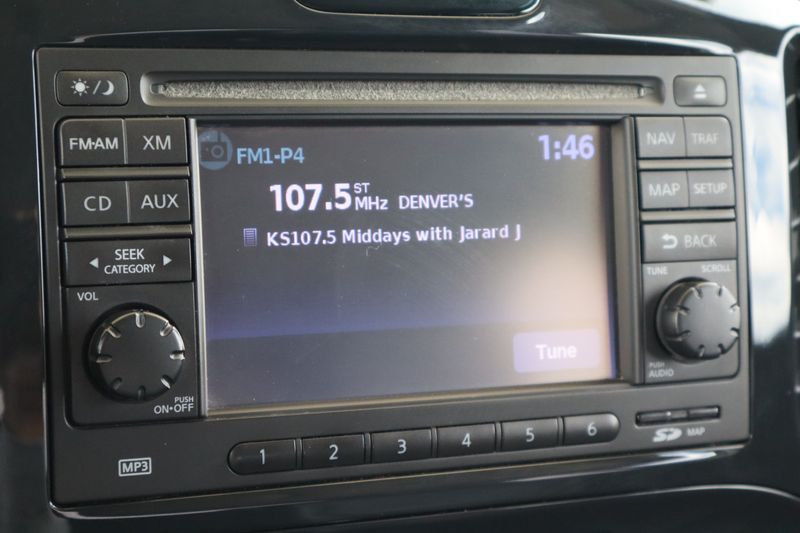 FM·AM
XM
CD
AUX
SEEK
CATEGORY
VOL
PUSH
ON·OFF
MP3
FM1-P4
1:46
107.5 ST
MHz DENVER'S
KS107.5 Middays with Jarard J
Tune
NAV
TRAF
MAP
SETUP
BACK
TUNE
SCROLL
PUSH
AUDIO
1
2
3
4
5
6
SD
MAP